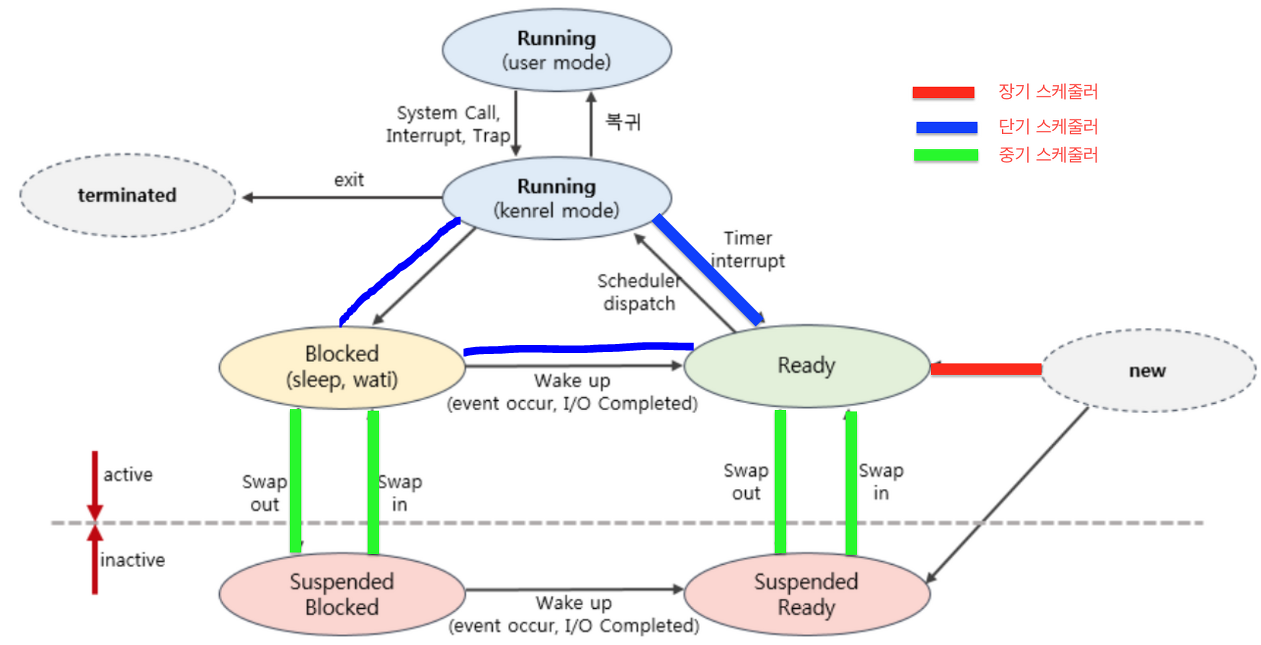 Running
(user mode)
System Call,
Interrupt, Trap
복귀
장기 스케줄러
단기 스케줄러
중기 스케줄러
terminated
exit
Running
(kenrel mode)
Timer
interrupt
Scheduler
dispatch
Blocked
(sleep, wati)
Wake up
(event occur, I/O Completed)
Ready
new
active
inactive
Swap
out
Swap
in
Swap
out
Swap
in
Suspended
Blocked
Wake up
(event occur, I/O Completed)
Suspended
Ready